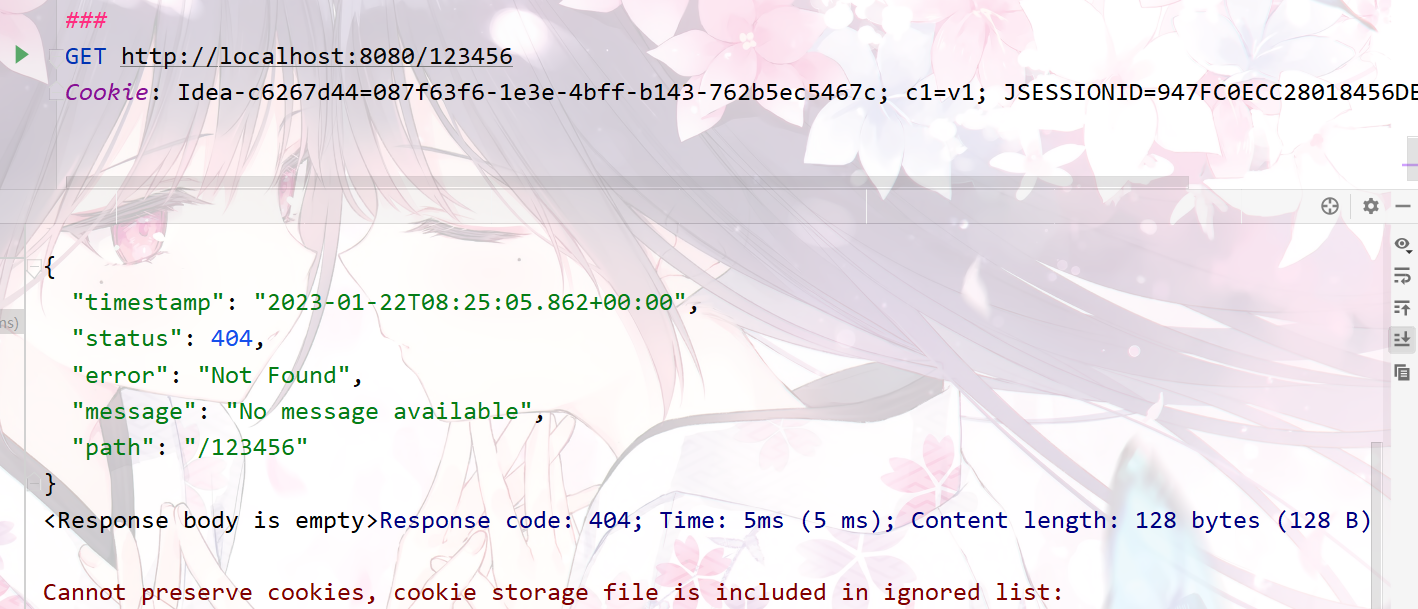 ###
GET http://localhost:8080/123456
Cookie: Idea-c6267d44=087f63f6-1e3e-4bff-b143-762b5ec5467c; c1=v1; JSESSIONID=947FC0ECC28018456DE
{
"timestamp": "2023-01-22T08:25:05.862+00:00",
ms)
"status": 404,
"error": "Not Found",
"message": "No message available",
"path": "/123456"
}
<Response body is empty>Response code: 404; Time: 5ms (5 ms); Content length: 128 bytes (128 B)
Cannot preserve cookies, cookie storage file is included in ignored list: